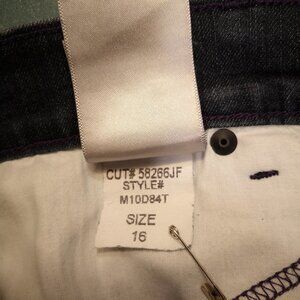 CUT# 58266JF
STYLE#
M10D84T
SIZE
16